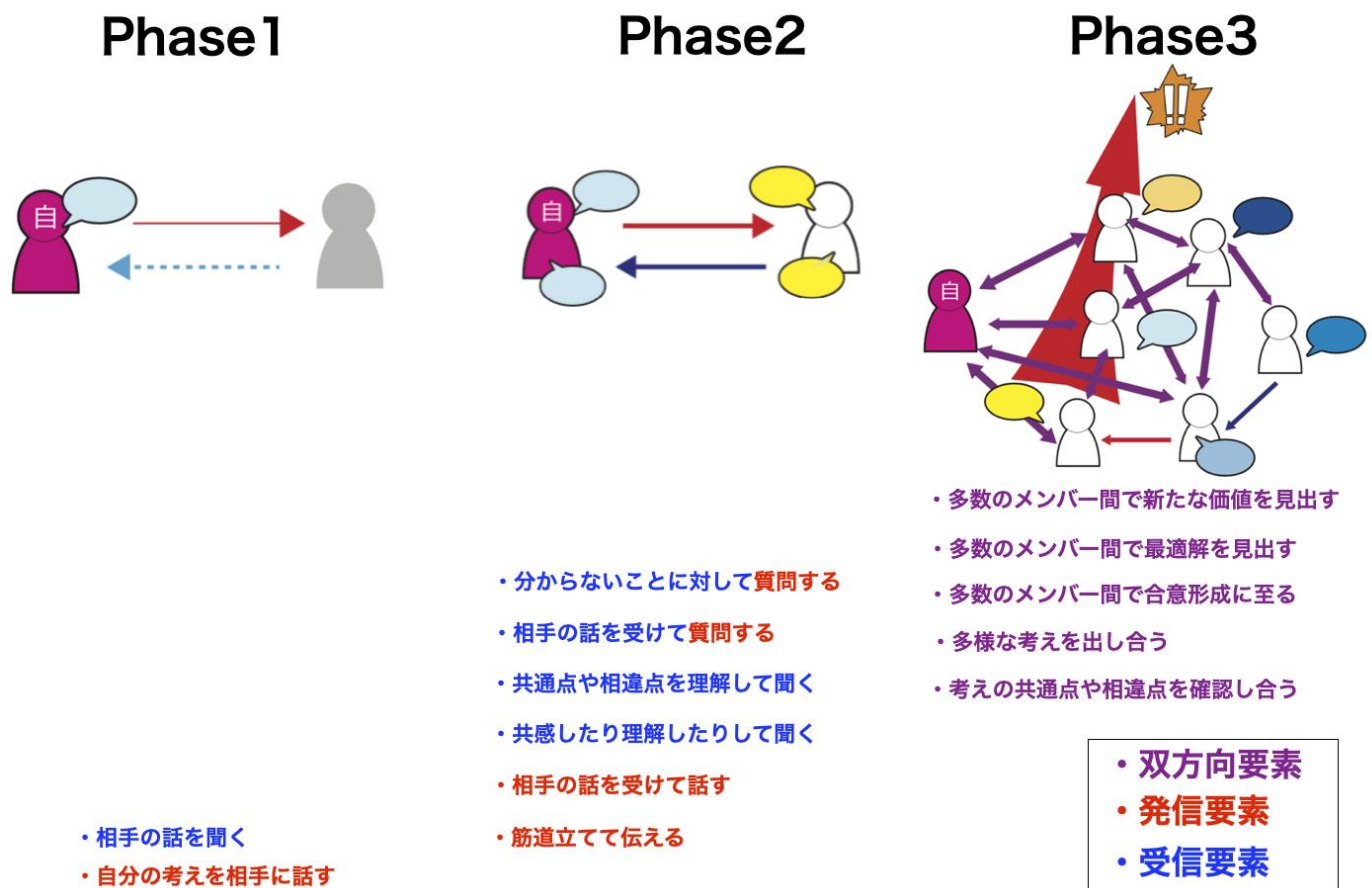 Phase1
Phase2
Phase3
自
自
自
!!
・多数のメンバー間で新たな価値を見出す
・多数のメンバー間で最適解を見出す
・多数のメンバー間で合意形成に至る
・多様な考えを出し合う
・考えの共通点や相違点を確認し合う
・分からないことに対して質問する
・相手の話を受けて質問する
・共通点や相違点を理解して聞く
・共感したり理解したりして聞く
・相手の話を受けて話す
・筋道立てて伝える
・相手の話を聞く
・自分の考えを相手に話す
・双方向要素
・発信要素
・受信要素